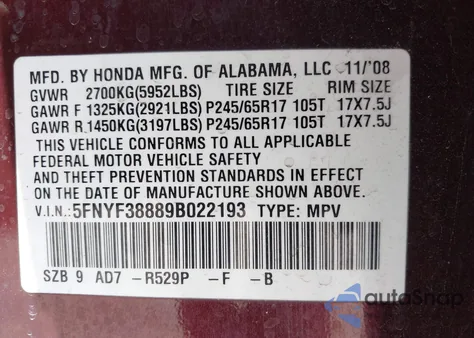 MFD. BY HONDA MFG. OF ALABAMA, LLC 11/'08
GVWR 2700KG(5952LBS) TIRE SIZE RIM SIZE
GAWR F 1325KG(2921LBS) P245/65R17 105T 17X7.5J
GAWR R 1450KG(3197LBS) P245/65R17 105T 17X7.5J
THIS VEHICLE CONFORMS TO ALL APPLICABLE
FEDERAL MOTOR VEHICLE SAFETY
AND THEFT PREVENTION STANDARDS IN EFFECT
ON THE DATE OF MANUFACTURE SHOWN ABOVE.
V.I.N.: 5FNYF38889B022193 TYPE: MPV
SZB 9 AD7 -R529P -F -B
autoSnap